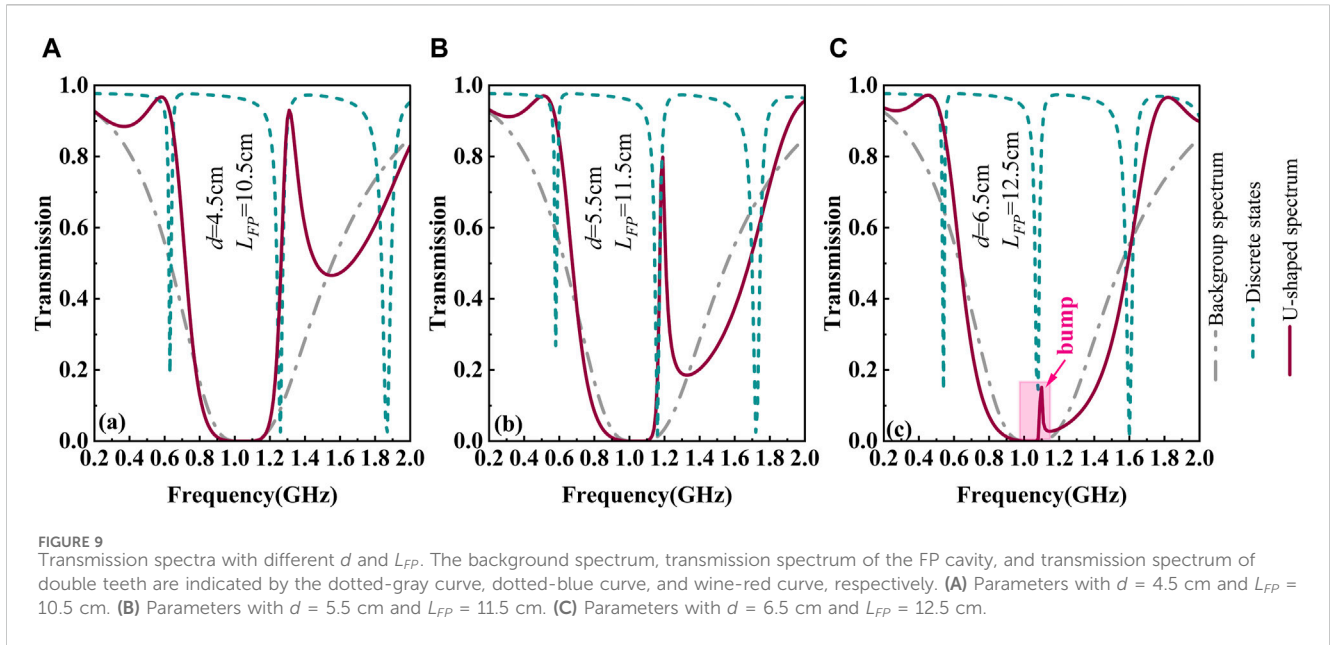 A
B
C
Transmission
1.0
0.8
0.6
0.4
0.2
0.0
d=4.5cm
L_FP=10.5cm
(a)
0.2 0.4 0.6 0.8 1.0 1.2 1.4 1.6 1.8 2.0
Frequency(GHz)
Transmission
1.0
0.8
0.6
0.4
0.2
0.0
d=5.5cm
L_FP=11.5cm
(b)
0.2 0.4 0.6 0.8 1.0 1.2 1.4 1.6 1.8 2.0
Frequency(GHz)
Transmission
1.0
0.8
0.6
0.4
0.2
0.0
d=6.5cm
L_FP=12.5cm
bump
(c)
0.2 0.4 0.6 0.8 1.0 1.2 1.4 1.6 1.8 2.0
Frequency(GHz)
Background spectrum
Discrete states
U-shaped spectrum
FIGURE 9
Transmission spectra with different d and L_FP. The background spectrum, transmission spectrum of the FP cavity, and transmission spectrum of
double teeth are indicated by the dotted-gray curve, dotted-blue curve, and wine-red curve, respectively. (A) Parameters with d = 4.5 cm and L_FP =
10.5 cm. (B) Parameters with d = 5.5 cm and L_FP = 11.5 cm. (C) Parameters with d = 6.5 cm and L_FP = 12.5 cm.